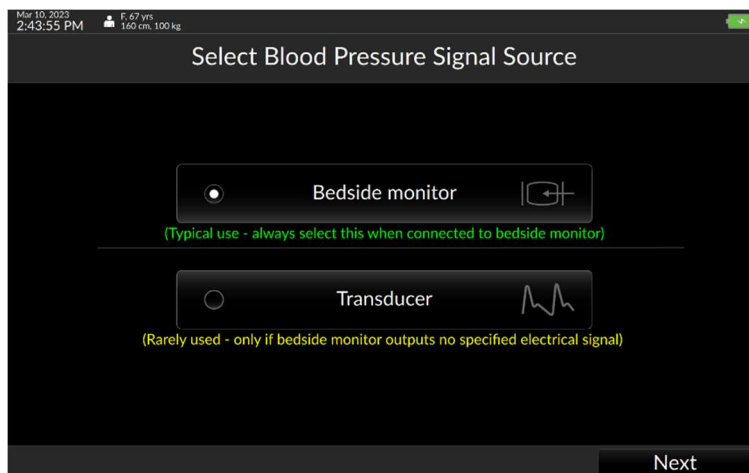 Mar 10, 2023
2:43:55 PM
F, 67 yrs
160 cm, 100 kg
Select Blood Pressure Signal Source
Bedside monitor
(Typical use - always select this when connected to bedside monitor)
Transducer
(Rarely used - only if bedside monitor outputs no specified electrical signal)
Next